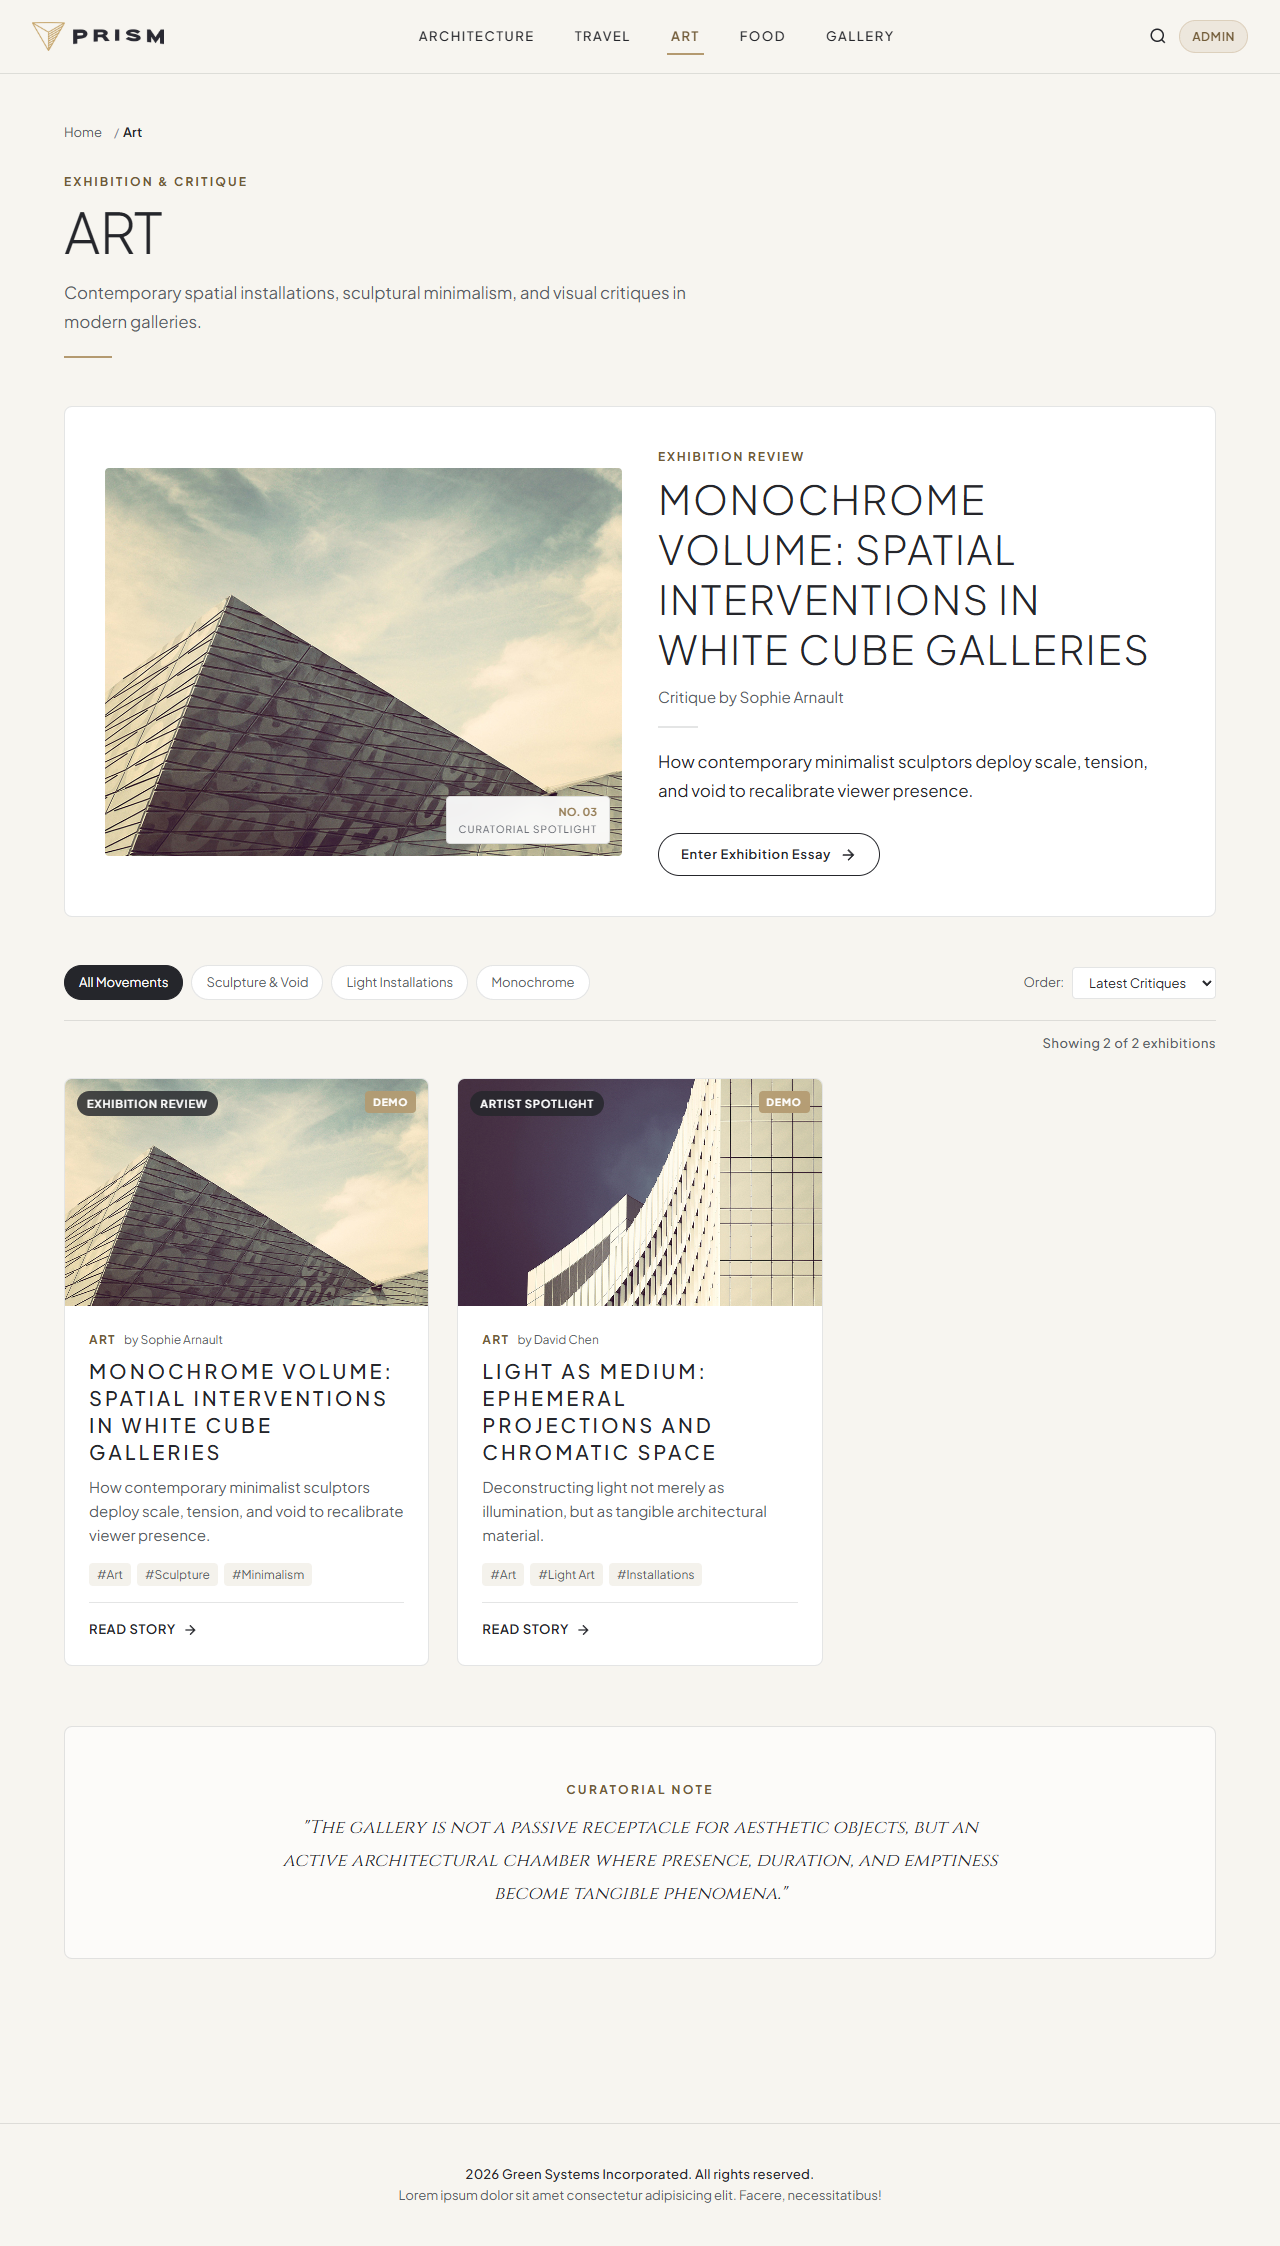 PRISM
ARCHITECTURE
TRAVEL
ART
FOOD
GALLERY
ADMIN
Home / Art
EXHIBITION & CRITIQUE
ART
Contemporary spatial installations, sculptural minimalism, and visual critiques in
modern galleries.
NO. 03
CURATORIAL SPOTLIGHT
EXHIBITION REVIEW
MONOCHROME
VOLUME: SPATIAL
INTERVENTIONS IN
WHITE CUBE GALLERIES
Critique by Sophie Arnault
How contemporary minimalist sculptors deploy scale, tension,
and void to recalibrate viewer presence.
Enter Exhibition Essay
All Movements
Sculpture & Void
Light Installations
Monochrome
Order: Latest Critiques
Showing 2 of 2 exhibitions
EXHIBITION REVIEW
DEMO
ART by Sophie Arnault
MONOCHROME VOLUME:
SPATIAL INTERVENTIONS
IN WHITE CUBE
GALLERIES
How contemporary minimalist sculptors
deploy scale, tension, and void to recalibrate
viewer presence.
#Art #Sculpture #Minimalism
READ STORY
ARTIST SPOTLIGHT
DEMO
ART by David Chen
LIGHT AS MEDIUM:
EPHEMERAL
PROJECTIONS AND
CHROMATIC SPACE
Deconstructing light not merely as
illumination, but as tangible architectural
material.
#Art #Light Art #Installations
READ STORY
CURATORIAL NOTE
"The gallery is not a passive receptacle for aesthetic objects, but an
active architectural chamber where presence, duration, and emptiness
become tangible phenomena."
2026 Green Systems Incorporated. All rights reserved.
Lorem ipsum dolor sit amet consectetur adipisicing elit. Facere, necessitatibus!